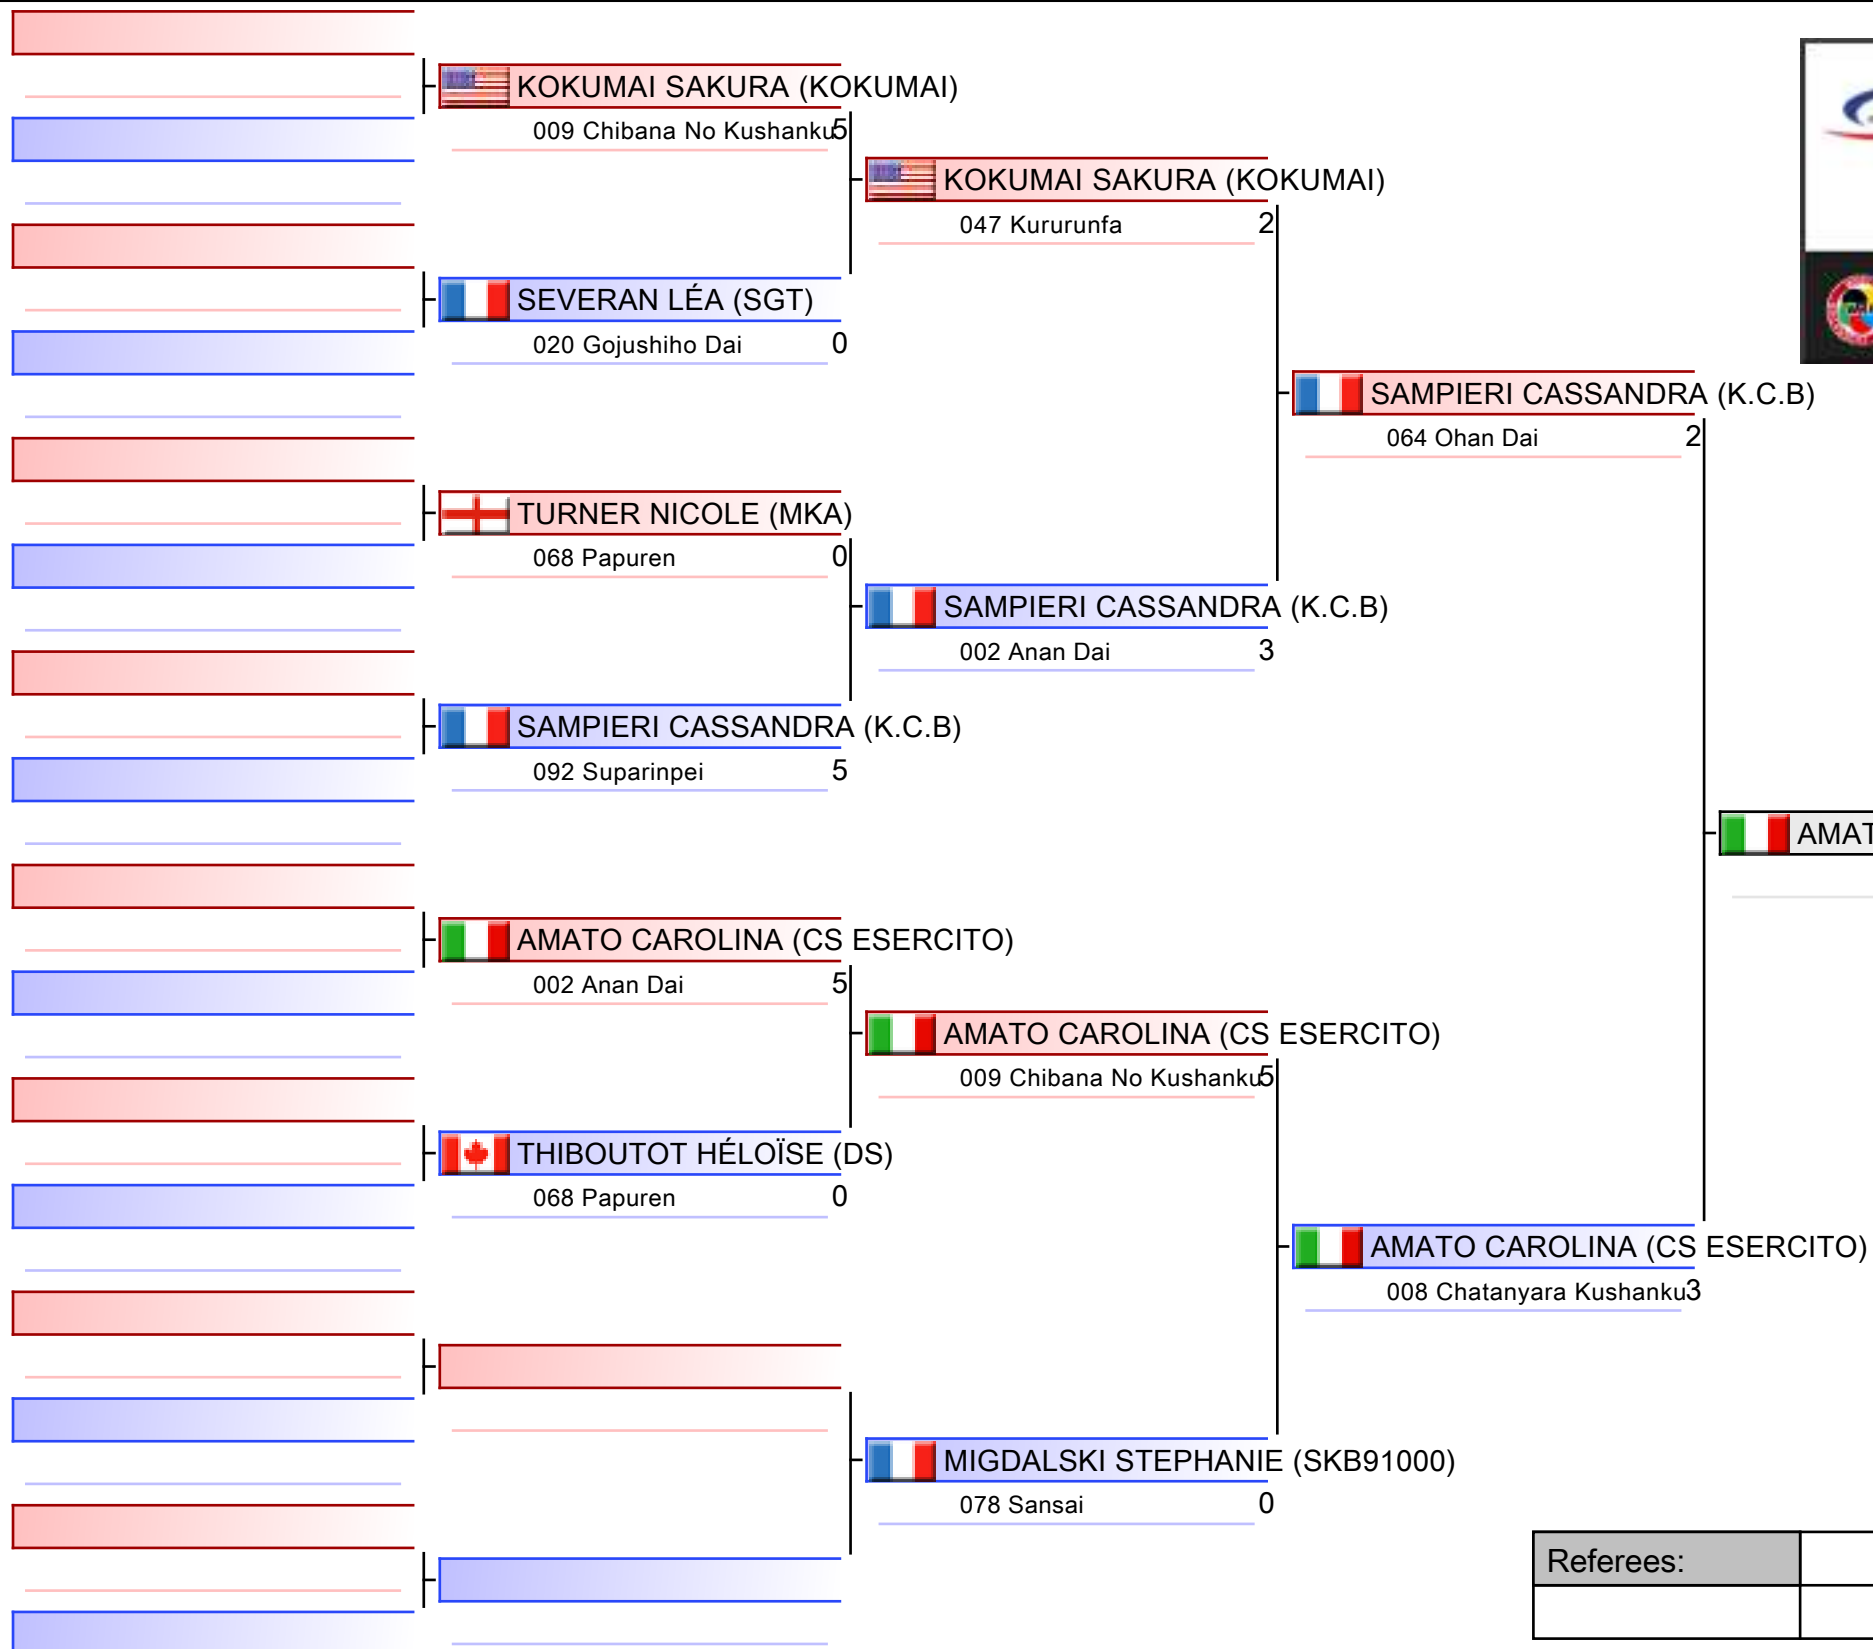 KOKUMAI SAKURA (KOKUMAI)
009 Chibana No Kushanku 5
SEVERAN LÉA (SGT)
020 Gojushiho Dai 0
TURNER NICOLE (MKA)
068 Papuren 0
SAMPIERI CASSANDRA (K.C.B)
092 Suparinpei 5
AMATO CAROLINA (CS ESERCITO)
002 Anan Dai 5
THIBOUTOT HÉLOÏSE (DS)
068 Papuren 0
KOKUMAI SAKURA (KOKUMAI)
047 Kururunfa 2
SAMPIERI CASSANDRA (K.C.B)
002 Anan Dai 3
AMATO CAROLINA (CS ESERCITO)
009 Chibana No Kushanku 5
MIGDALSKI STEPHANIE (SKB91000)
078 Sansai 0
SAMPIERI CASSANDRA (K.C.B)
064 Ohan Dai 2
AMATO CAROLINA (CS ESERCITO)
008 Chatanyara Kushanku 3
AMAT
Referees: